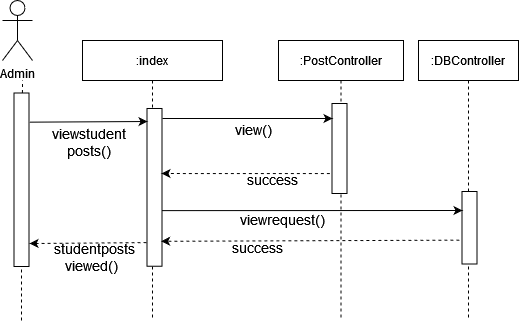 Admin
:index
:PostController
:DBController
viewstudent
posts()
view()
success
viewrequest()
studentposts
viewed()
success